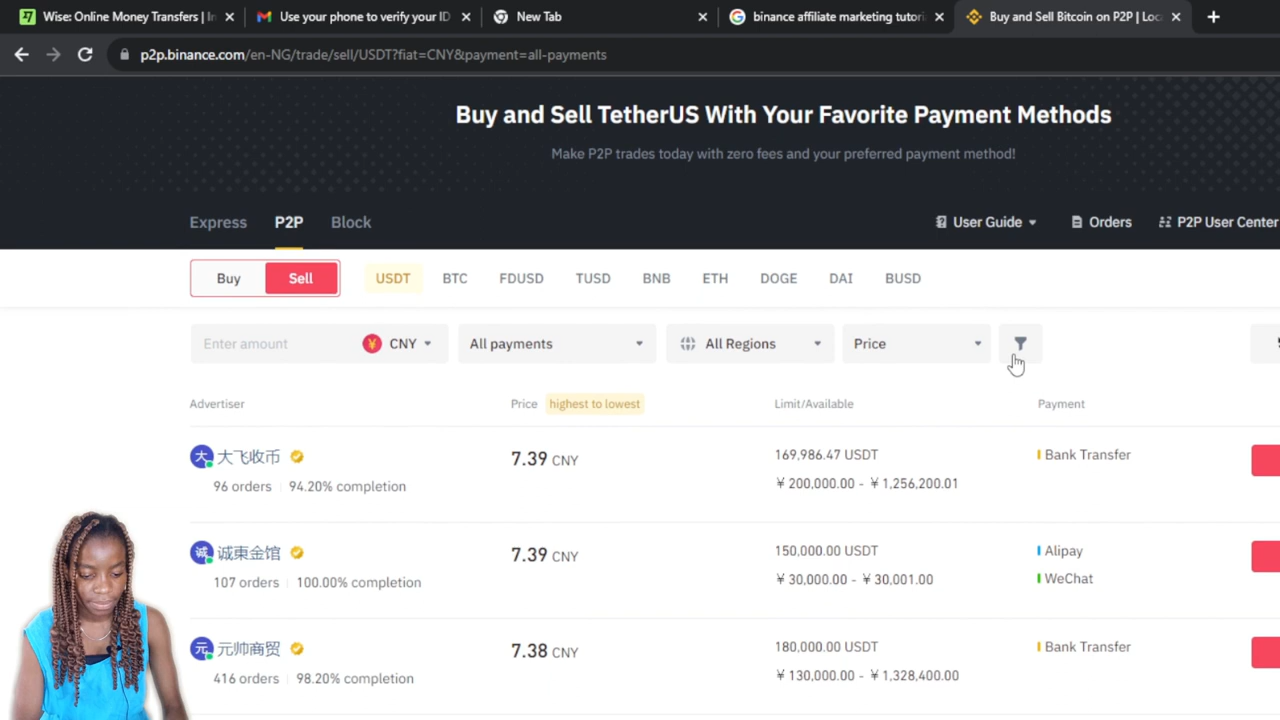 Wise: Online Money Transfers | In
Use your phone to verify your ID
New Tab
binance affiliate marketing tutori
Buy and Sell Bitcoin on P2P | Loc
p2p.binance.com/en-NG/trade/sell/USDT?fiat=CNY&payment=all-payments
Buy and Sell TetherUS With Your Favorite Payment Methods
Make P2P trades today with zero fees and your preferred payment method!
Express P2P Block User Guide Orders P2P User Center
Buy Sell USDT BTC FDUSD TUSD BNB ETH DOGE DAI BUSD
Enter amount ¥ CNY All payments All Regions Price
Advertiser Price highest to lowest Limit/Available Payment
大 大飞收币 7.39 CNY 169,986.47 USDT Bank Transfer
96 orders 94.20% completion ¥ 200,000.00 - ¥ 1,256,200.01
诚 诚東金馆 7.39 CNY 150,000.00 USDT Alipay
107 orders 100.00% completion ¥ 30,000.00 - ¥ 30,001.00 WeChat
元 元帅商贸 7.38 CNY 180,000.00 USDT Bank Transfer
416 orders 98.20% completion ¥ 130,000.00 - ¥ 1,328,400.00